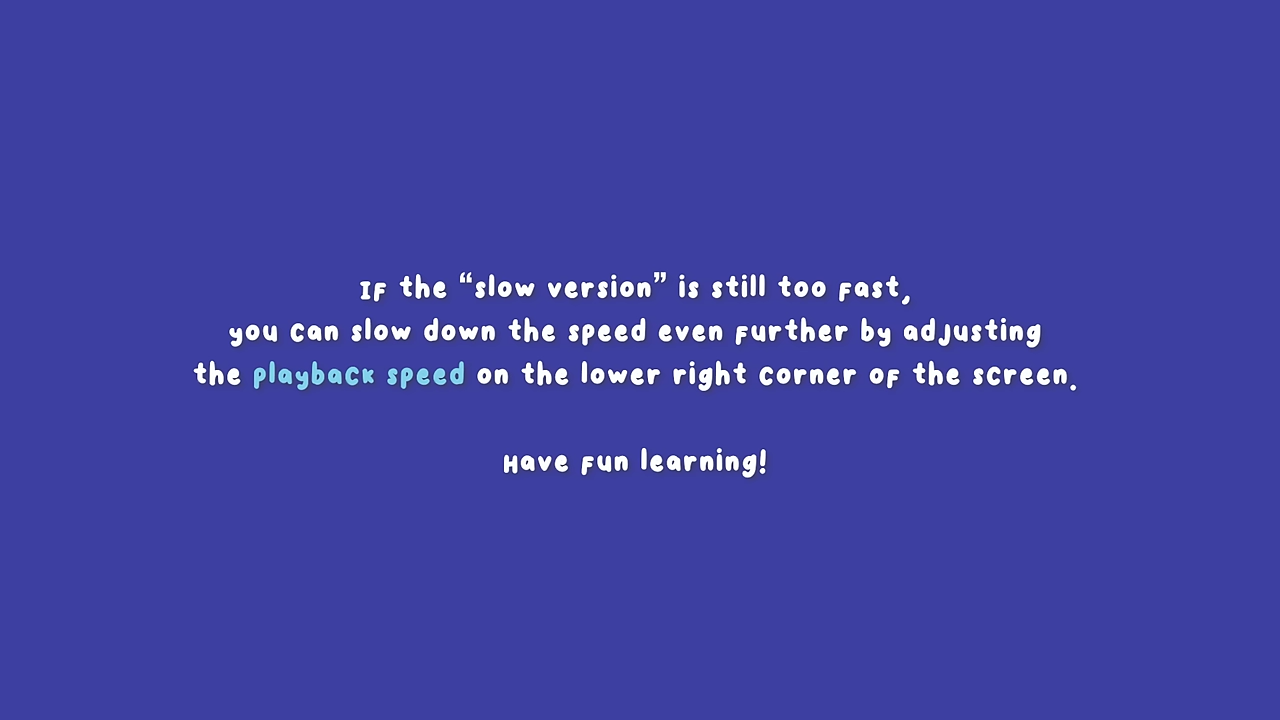 If the “slow version” is still too fast,
you can slow down the speed even further by adjusting
the playback speed on the lower right corner of the screen.
Have fun learning!